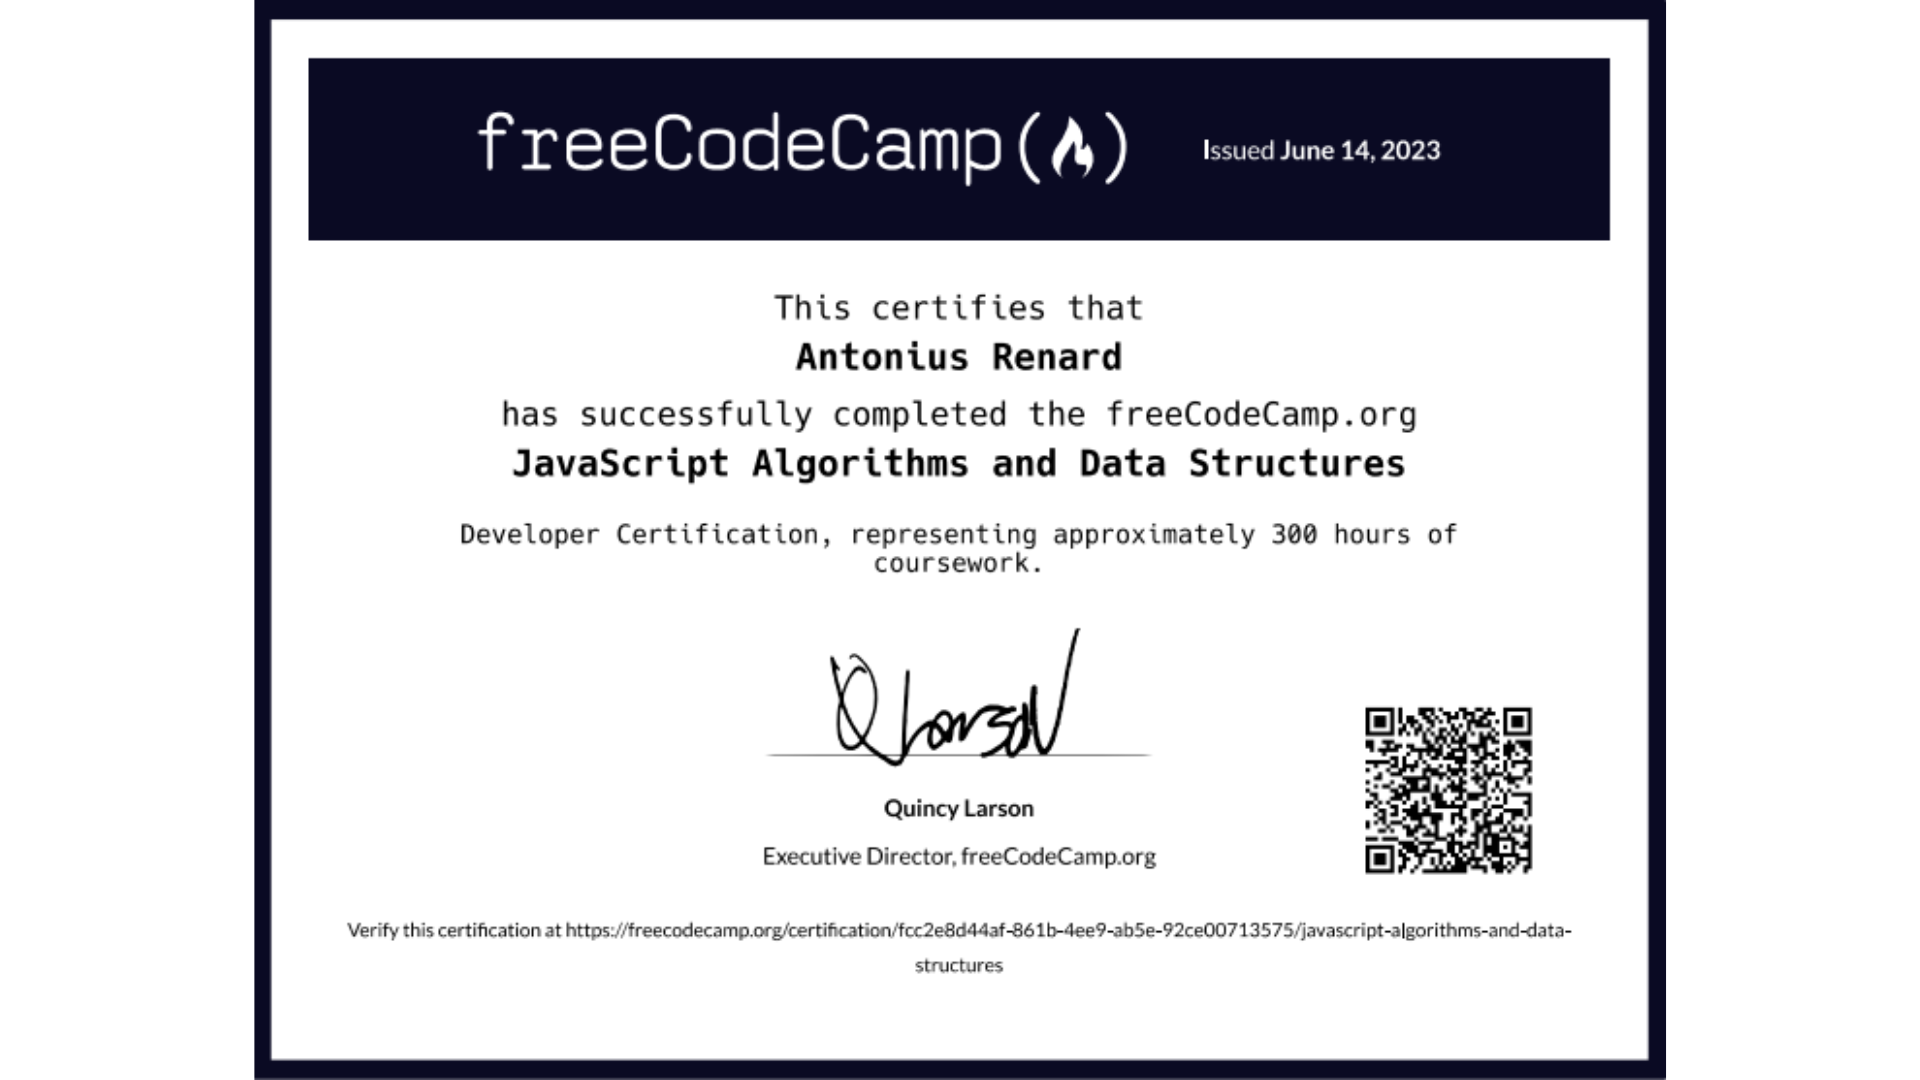 freeCodeCamp(🔥)
Issued June 14, 2023
This certifies that
Antonius Renard
has successfully completed the freeCodeCamp.org
JavaScript Algorithms and Data Structures
Developer Certification, representing approximately 300 hours of
coursework.
Q Larson
Quincy Larson
Executive Director, freeCodeCamp.org
Verify this certification at https://freecodecamp.org/certification/fcc2e8d44af-861b-4ee9-ab5e-92ce00713575/javascript-algorithms-and-data-
structures